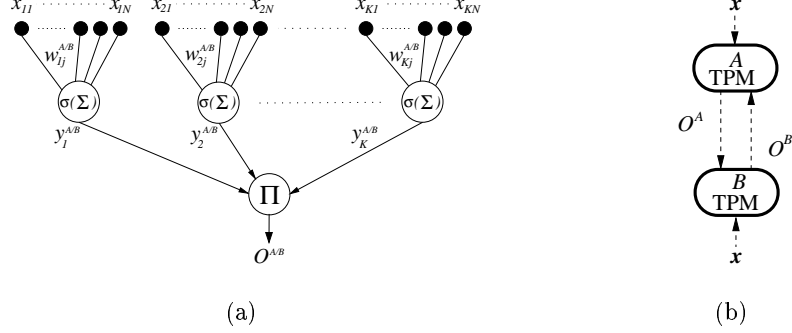 x11 ........ x1N ............ x21 ........ x2N ............ xK1 ........ xKN
w1j^A/B w2j^A/B wKj^A/B
σ(Σ) σ(Σ) ................ σ(Σ)
y1^A/B y2^A/B yK^A/B
Π
O^A/B
(a)
x
A
TPM
O^A O^B
B
TPM
x
(b)